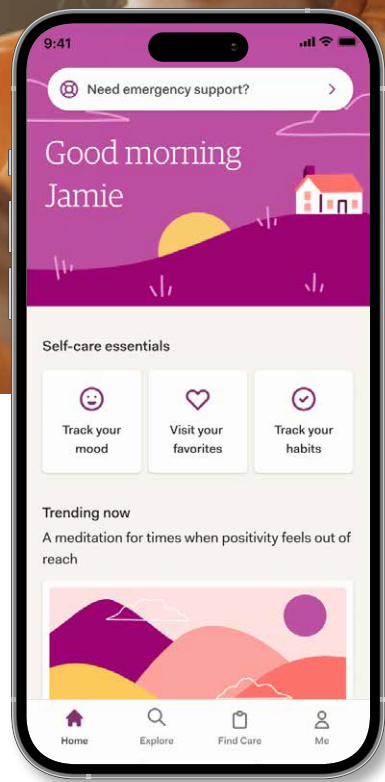 9:41
Need emergency support?
Good morning
Jamie
Self-care essentials
Track your
mood
Visit your
favorites
Track your
habits
Trending now
A meditation for times when positivity feels out of
reach
Home
Explore
Find Care
Me